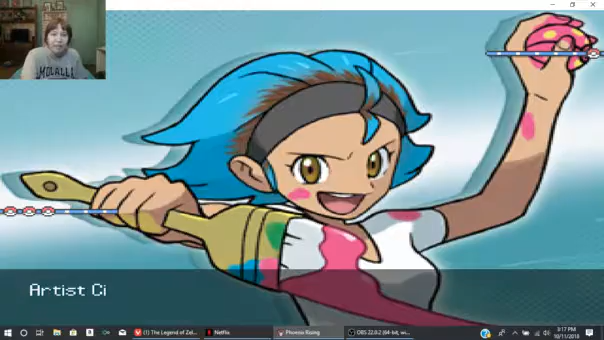 MOLALLA
Artist Ci
(1) The Legend of Zel...
Netflix
Phoenix Rising
OBS 22.0.2 (64-bit, wi...
3:17 PM
10/11/2018